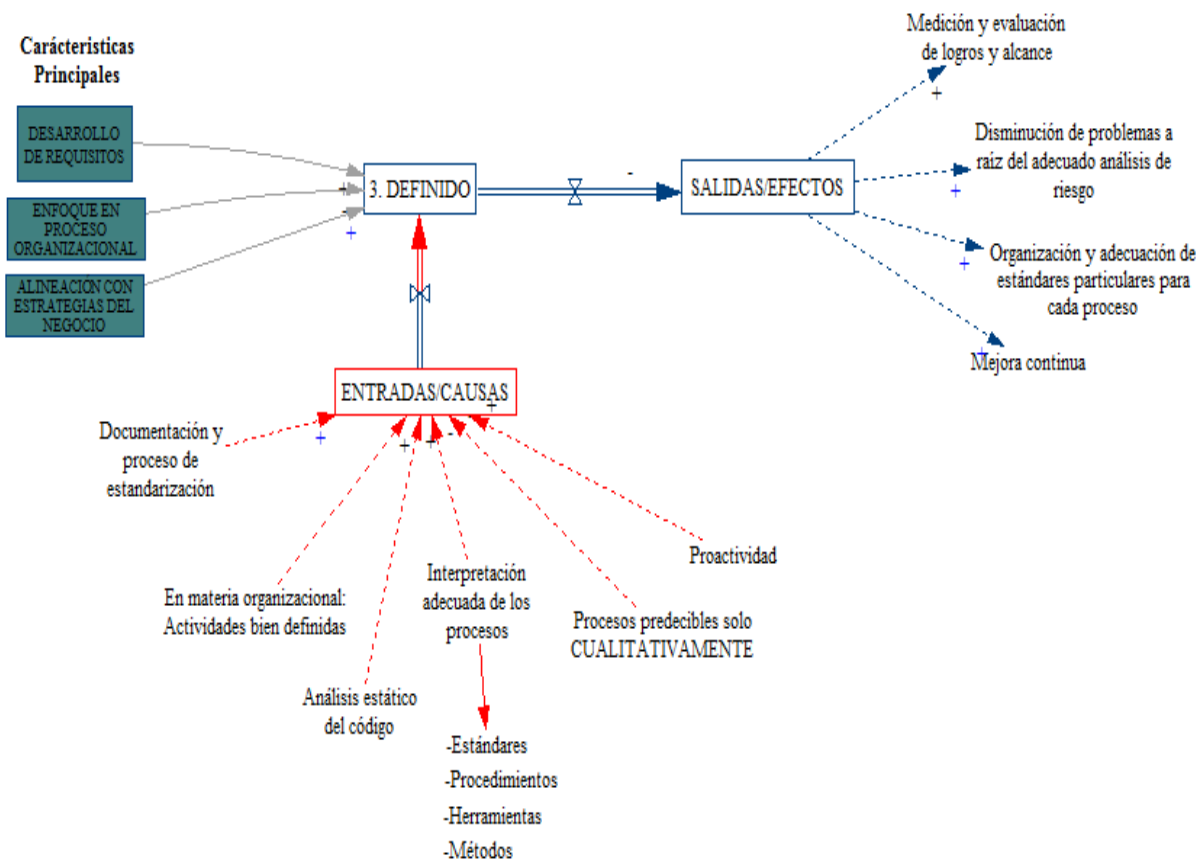 Carácteristicas
Principales
DESARROLLO
DE REQUISITOS
ENFOQUE EN
PROCESO
ORGANIZACIONAL
ALINEACIÓN CON
ESTRATEGIAS DEL
NEGOCIO
3. DEFINIDO
+
-
+
-
SALIDAS/EFECTOS
Medición y evaluación
de logros y alcance
+
Disminución de problemas a
raiz del adecuado análisis de
riesgo
+
Organización y adecuación de
estándares particulares para
cada proceso
+
Mejora continua
+
ENTRADAS/CAUSAS
+
Documentación y
proceso de
estandarización
+
+
+
-
En materia organizacional:
Actividades bien definidas
Análisis estático
del código
Interpretación
adecuada de los
procesos
-Estándares
-Procedimientos
-Herramientas
-Métodos
Procesos predecibles solo
CUALITATIVAMENTE
Proactividad